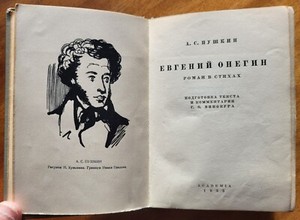 А. С. ПУШКИН
А. С. ПУШКИН
ЕВГЕНИЙ ОНЕГИН
РОМАН В СТИХАХ
ПОДГОТОВКА ТЕКСТА
И КОММЕНТАРИИ
ACADEMIA